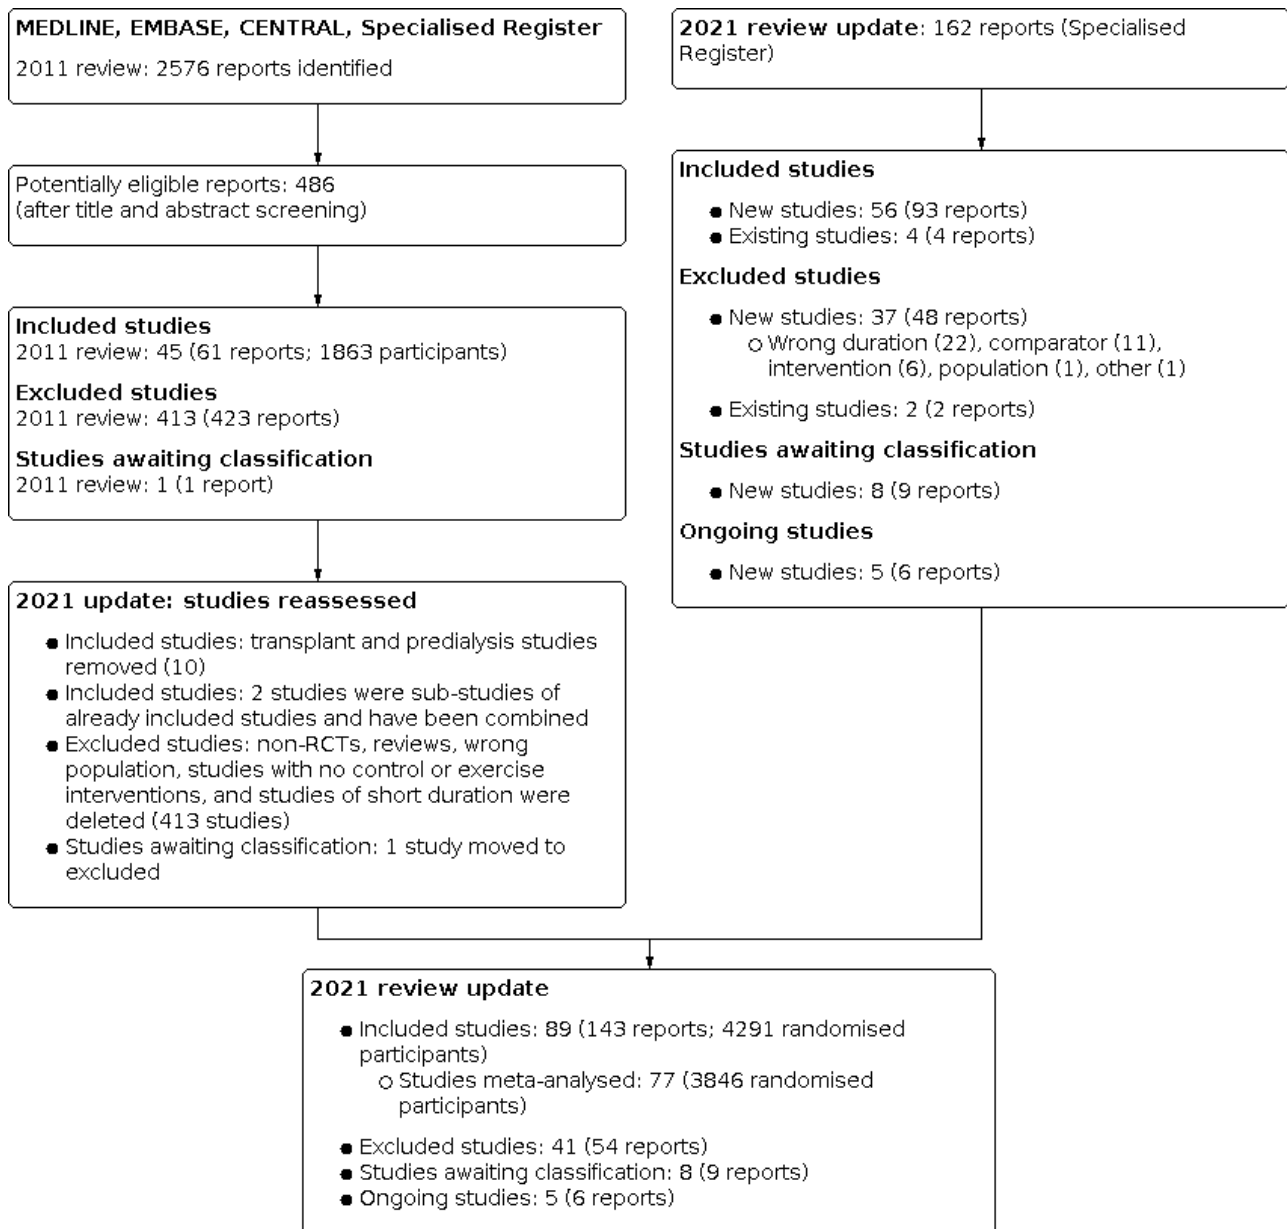 MEDLINE, EMBASE, CENTRAL, Specialised Register
2011 review: 2576 reports identified
Potentially eligible reports: 486
(after title and abstract screening)
Included studies
2011 review: 45 (61 reports; 1863 participants)
Excluded studies
2011 review: 413 (423 reports)
Studies awaiting classification
2011 review: 1 (1 report)
2021 update: studies reassessed
● Included studies: transplant and predialysis studies
removed (10)
● Included studies: 2 studies were sub-studies of
already included studies and have been combined
● Excluded studies: non-RCTs, reviews, wrong
population, studies with no control or exercise
interventions, and studies of short duration were
deleted (413 studies)
● Studies awaiting classification: 1 study moved to
excluded
2021 review update: 162 reports (Specialised
Register)
Included studies
● New studies: 56 (93 reports)
● Existing studies: 4 (4 reports)
Excluded studies
● New studies: 37 (48 reports)
○ Wrong duration (22), comparator (11),
intervention (6), population (1), other (1)
● Existing studies: 2 (2 reports)
Studies awaiting classification
● New studies: 8 (9 reports)
Ongoing studies
● New studies: 5 (6 reports)
2021 review update
● Included studies: 89 (143 reports; 4291 randomised
participants)
○ Studies meta-analysed: 77 (3846 randomised
participants)
● Excluded studies: 41 (54 reports)
● Studies awaiting classification: 8 (9 reports)
● Ongoing studies: 5 (6 reports)